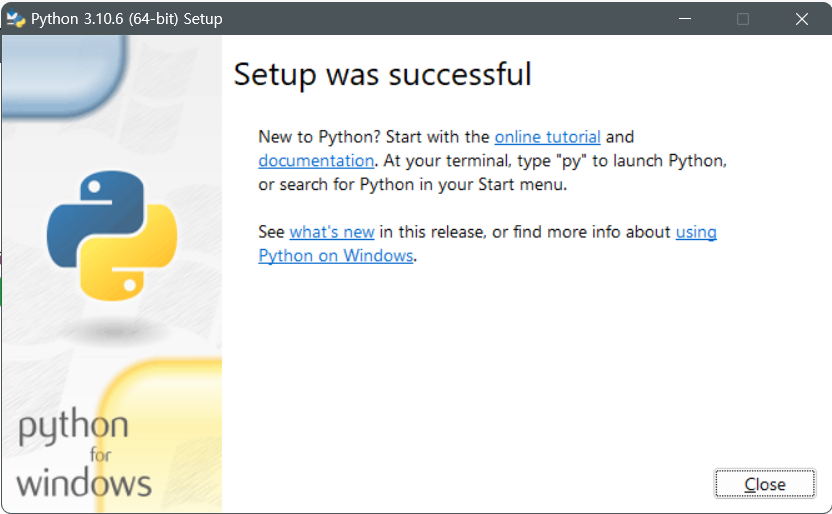 Python 3.10.6 (64-bit) Setup
Setup was successful
New to Python? Start with the online tutorial and
documentation. At your terminal, type "py" to launch Python,
or search for Python in your Start menu.
See what's new in this release, or find more info about using
Python on Windows.
python
for
windows
Close